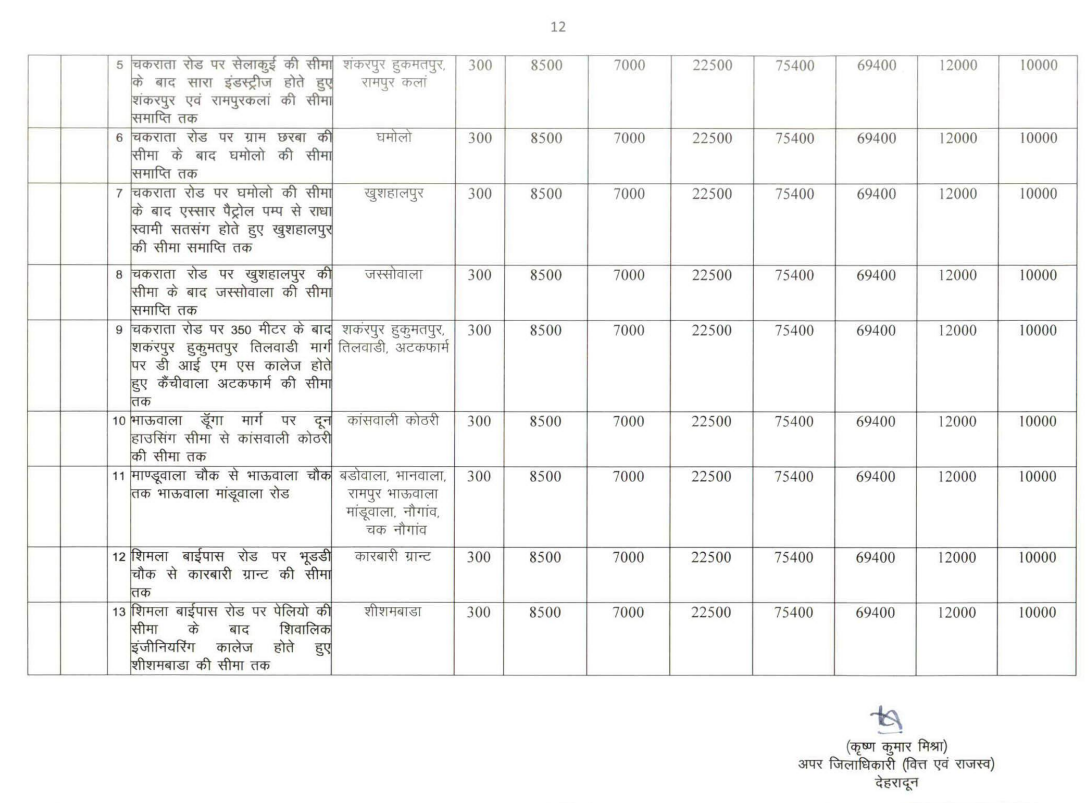 12
5 चकराता रोड पर सेलाकुई की सीमा शंकरपुर हुकमतपुर, 300 8500 7000 22500 75400 69400 12000 10000
के बाद सारा इंडस्ट्रीज होते हुए रामपुर कलां
शंकरपुर एवं रामपुरकलां की सीमा
समाप्ति तक
6 चकराता रोड पर ग्राम छरबा की घमोलो 300 8500 7000 22500 75400 69400 12000 10000
सीमा के बाद घमोलो की सीमा
समाप्ति तक
7 चकराता रोड पर घमोलो की सीमा खुशहालपुर 300 8500 7000 22500 75400 69400 12000 10000
के बाद एस्सार पैट्रोल पम्प से राधा
स्वामी सतसंग होते हुए खुशहालपुर
की सीमा समाप्ति तक
8 चकराता रोड पर खुशहालपुर की जस्सोवाला 300 8500 7000 22500 75400 69400 12000 10000
सीमा के बाद जस्सोवाला की सीमा
समाप्ति तक
9 चकराता रोड पर 350 मीटर के बाद शकंरपुर हुकुमतपुर, 300 8500 7000 22500 75400 69400 12000 10000
शकंरपुर हुकुमतपुर तिलवाडी मार्ग तिलवाडी, अटकफार्म
पर डी आई एम एस कालेज होते
हुए कैंचीवाला अटकफार्म की सीमा
तक
10 भाऊवाला डूॅगा मार्ग पर दून कांसवाली कोठरी 300 8500 7000 22500 75400 69400 12000 10000
हाउसिंग सीमा से कांसवाली कोठरी
की सीमा तक
11 माण्डूवाला चौक से भाऊवाला चौक बडोवाला, भानवाला, 300 8500 7000 22500 75400 69400 12000 10000
तक भाऊवाला मांडूवाला रोड रामपुर भाऊवाला
मांडूवाला, नौगांव,
चक नौगांव
12 शिमला बाईपास रोड पर भूडडी कारबारी ग्रान्ट 300 8500 7000 22500 75400 69400 12000 10000
चौक से कारबारी ग्रान्ट की सीमा
तक
13 शिमला बाईपास रोड पर पेलियो की शीशमबाडा 300 8500 7000 22500 75400 69400 12000 10000
सीमा के बाद शिवालिक
इंजीनियरिंग कालेज होते हुए
शीशमबाडा की सीमा तक
(कृष्ण कुमार मिश्रा)
अपर जिलाधिकारी (वित्त एवं राजस्व)
देहरादून